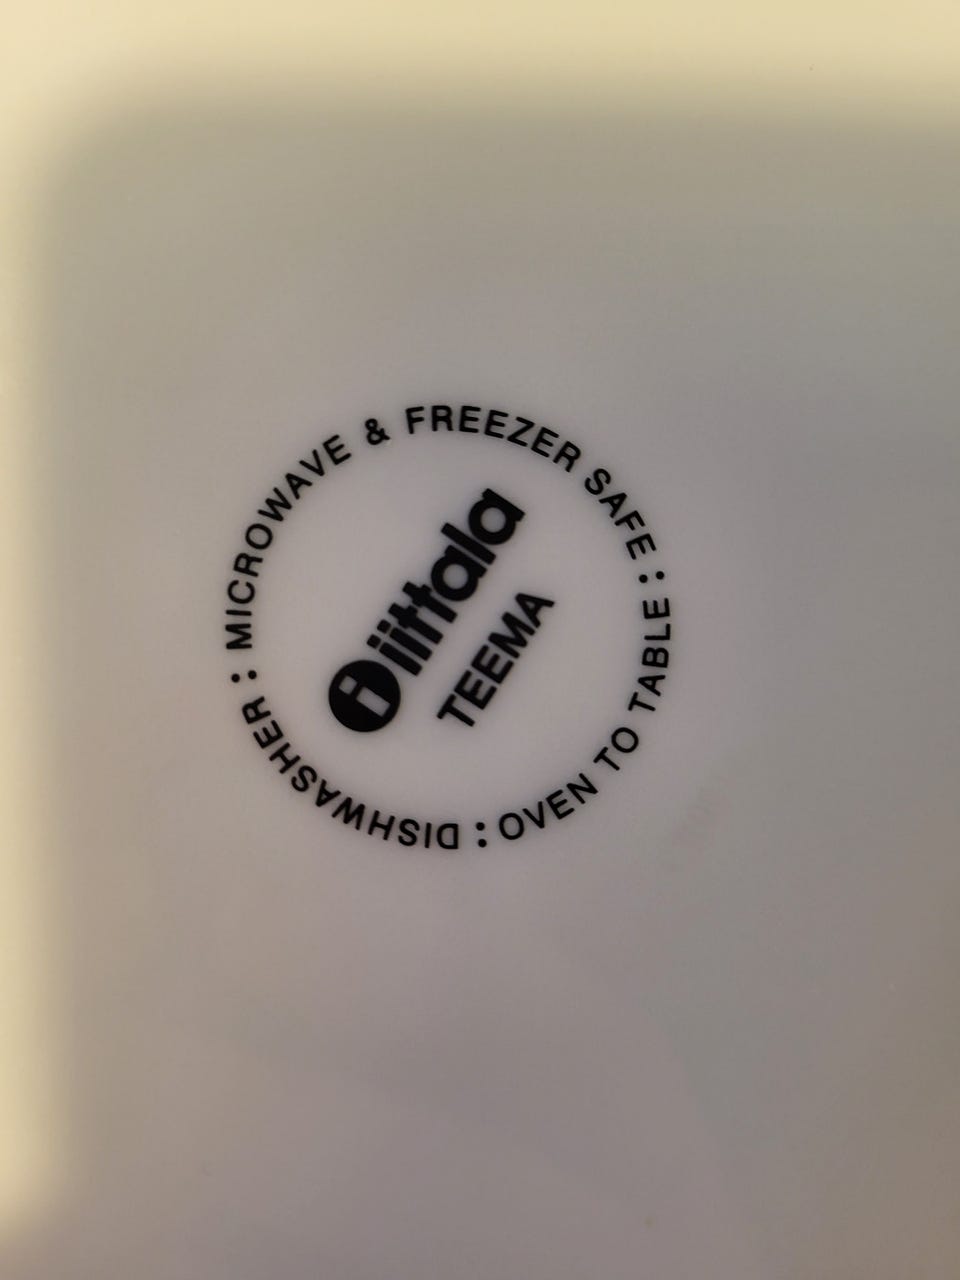 iittala
TEEMA
DISHWASHER : MICROWAVE & FREEZER SAFE : OVEN TO TABLE :